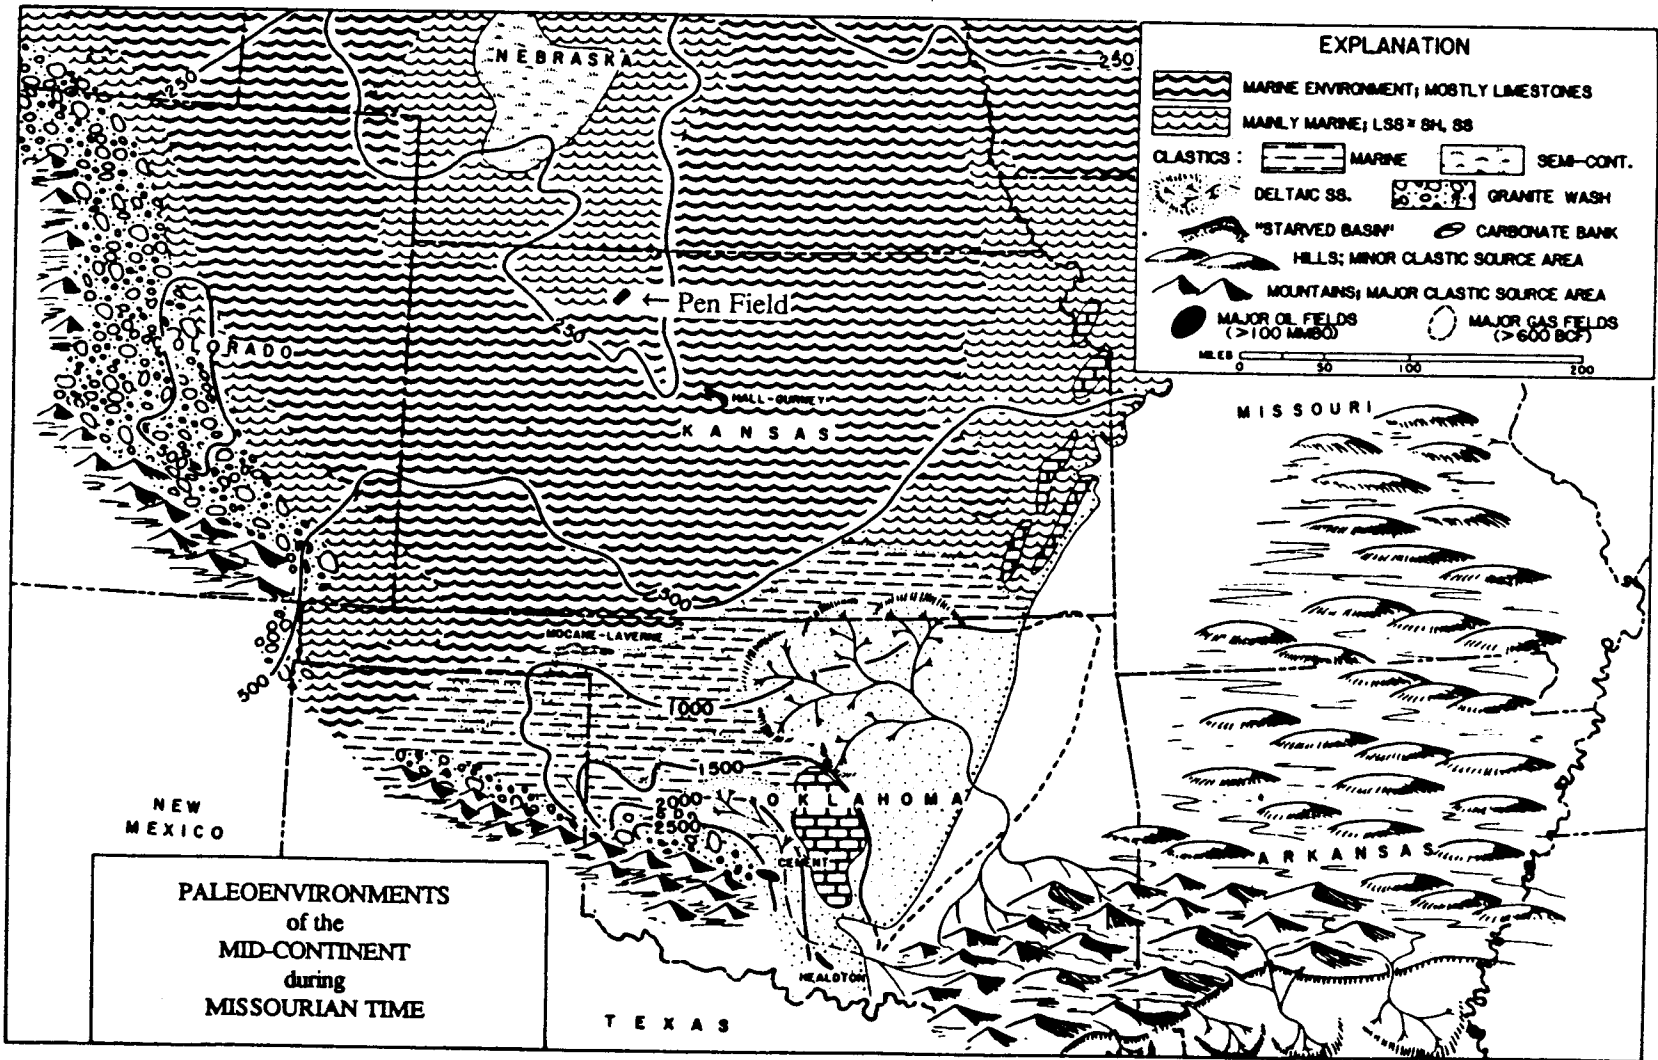 NEBRASKA
250
250
EXPLANATION
MARINE ENVIRONMENT; MOSTLY LIMESTONES
MAINLY MARINE; LSS ≅ SH, SS
CLASTICS : MARINE SEMI-CONT.
DELTAIC SS. GRANITE WASH
"STARVED BASIN" CARBONATE BANK
HILLS; MINOR CLASTIC SOURCE AREA
MOUNTAINS; MAJOR CLASTIC SOURCE AREA
MAJOR OIL FIELDS MAJOR GAS FIELDS
(>100 MMBO) (>600 BCF)
MILES 0 50 100 200
← Pen Field
250
COLORADO
HALL-GURNEY
KANSAS
MISSOURI
500
MOCANE-LAVERNE
500
1000
1500
2000
2500
OKLAHOMA
CEMENT
ARKANSAS
NEW
MEXICO
HEALDTON
TEXAS
PALEOENVIRONMENTS
of the
MID-CONTINENT
during
MISSOURIAN TIME